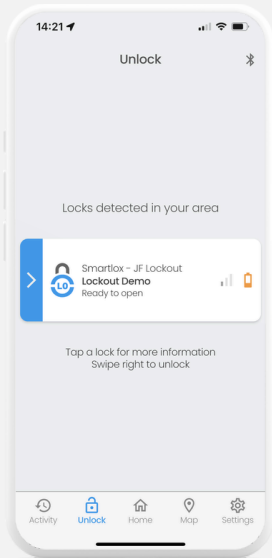 14:21
Unlock
Locks detected in your area
Smartlox - JF Lockout
LO
Lockout Demo
Ready to open
Tap a lock for more information
Swipe right to unlock
Activity
Unlock
Home
Map
Settings